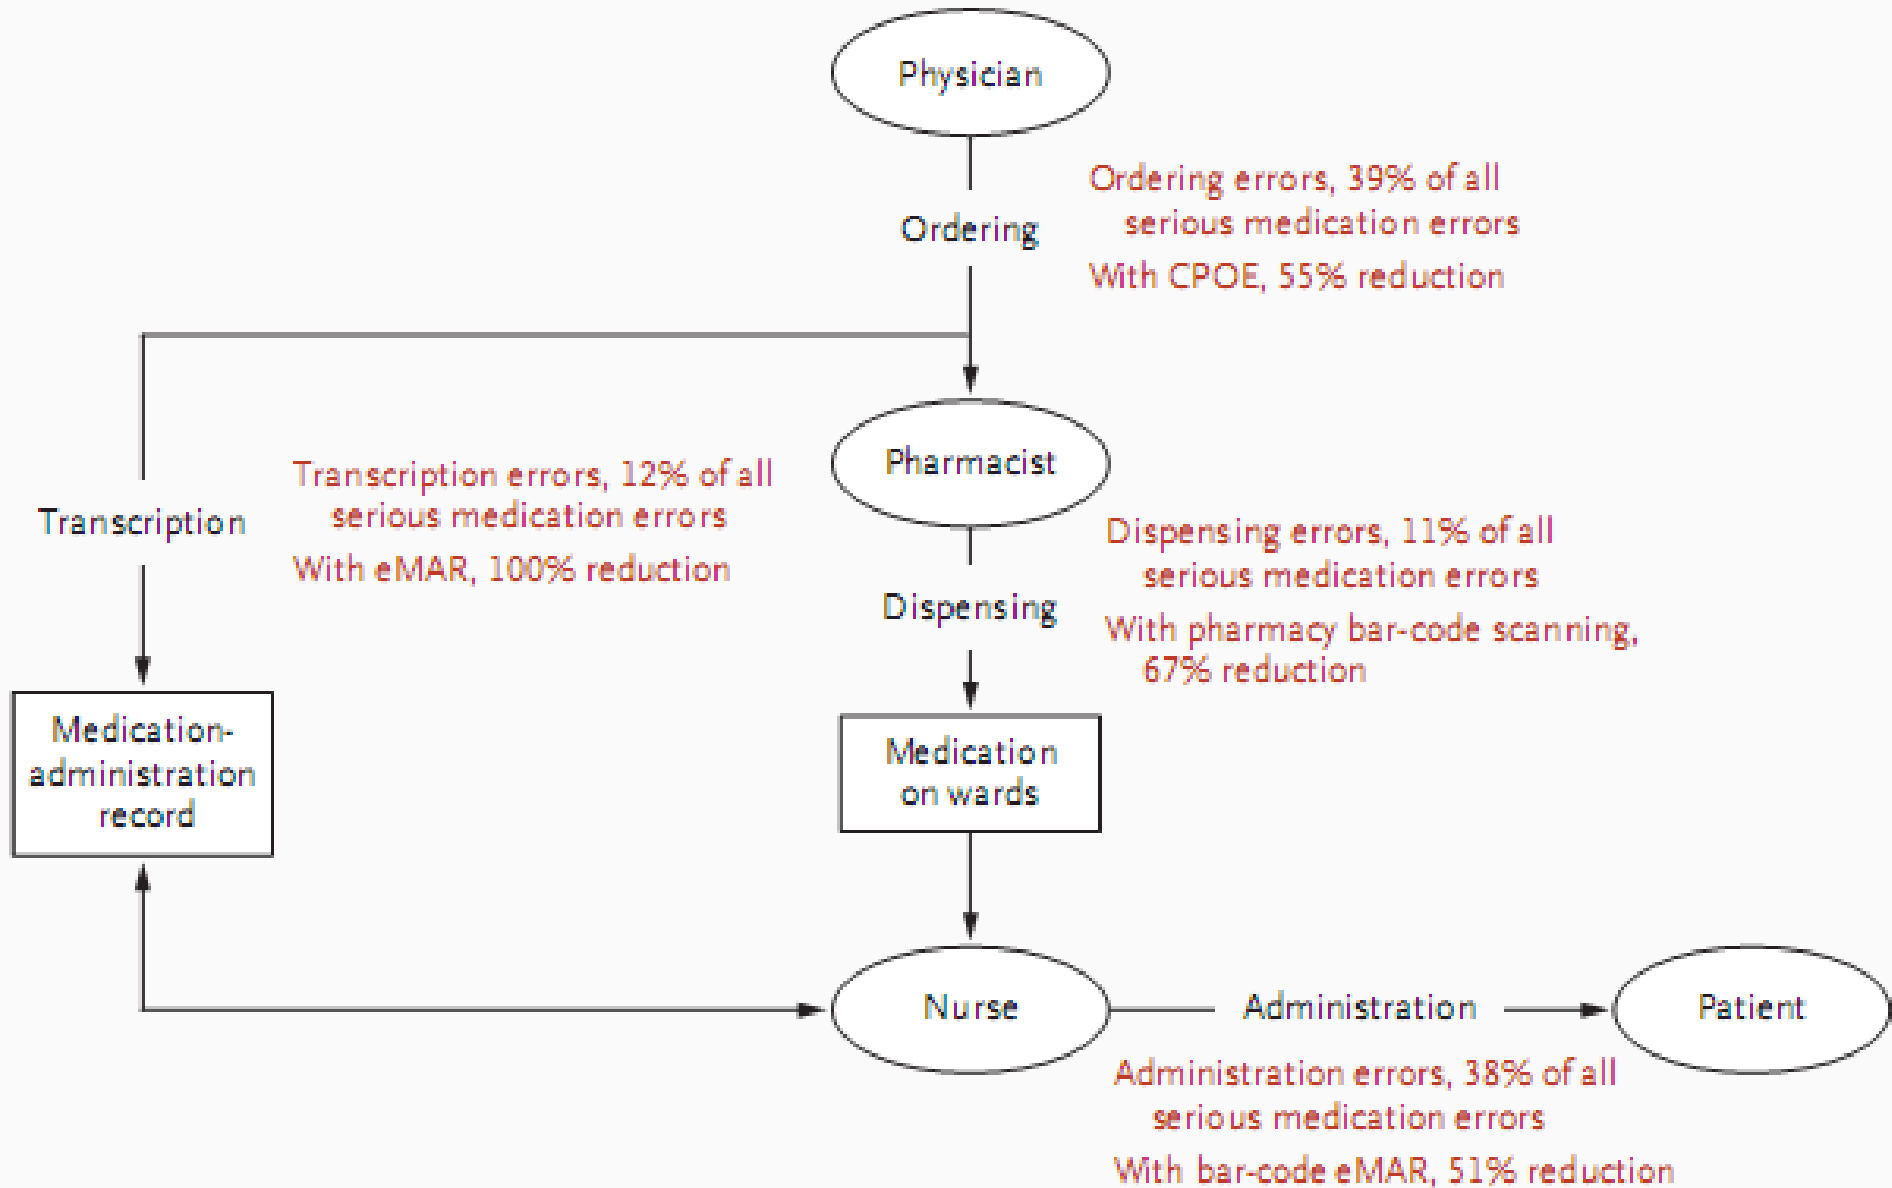 Physician
Ordering
Ordering errors, 39% of all
serious medication errors
With CPOE, 55% reduction
Pharmacist
Transcription
Transcription errors, 12% of all
serious medication errors
With eMAR, 100% reduction
Dispensing
Dispensing errors, 11% of all
serious medication errors
With pharmacy bar-code scanning,
67% reduction
Medication-
administration
record
Medication
on wards
Nurse
Administration
Patient
Administration errors, 38% of all
serious medication errors
With bar-code eMAR, 51% reduction